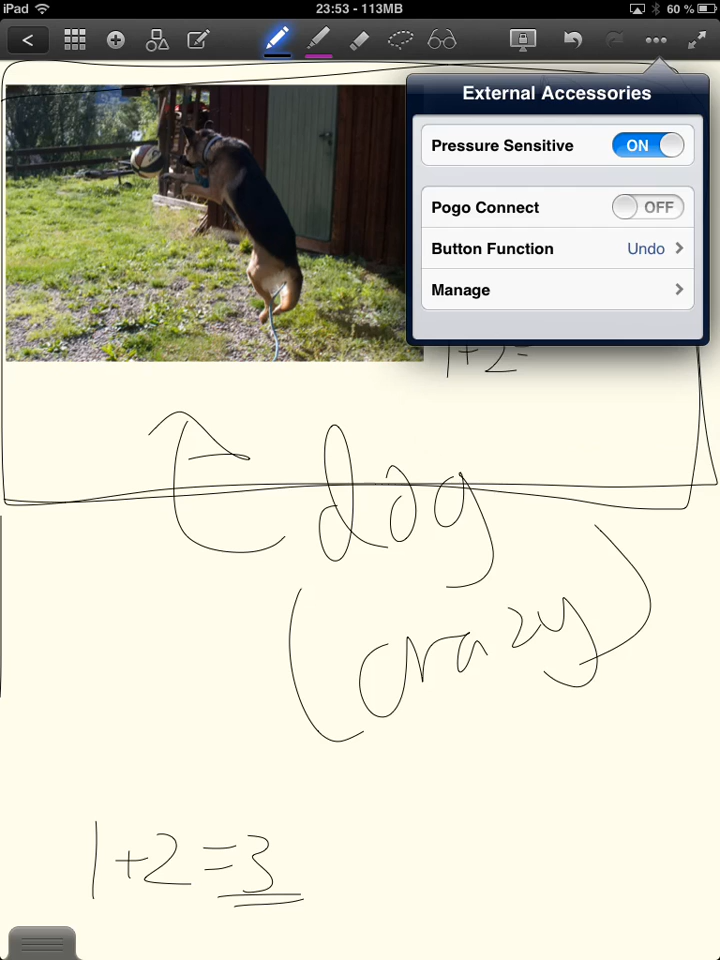 iPad 23:53 - 113MB 60 %
<
External Accessories
Pressure Sensitive ON
Pogo Connect OFF
Button Function Undo >
Manage >
1+2=
dog
(crazy)
1+2=3